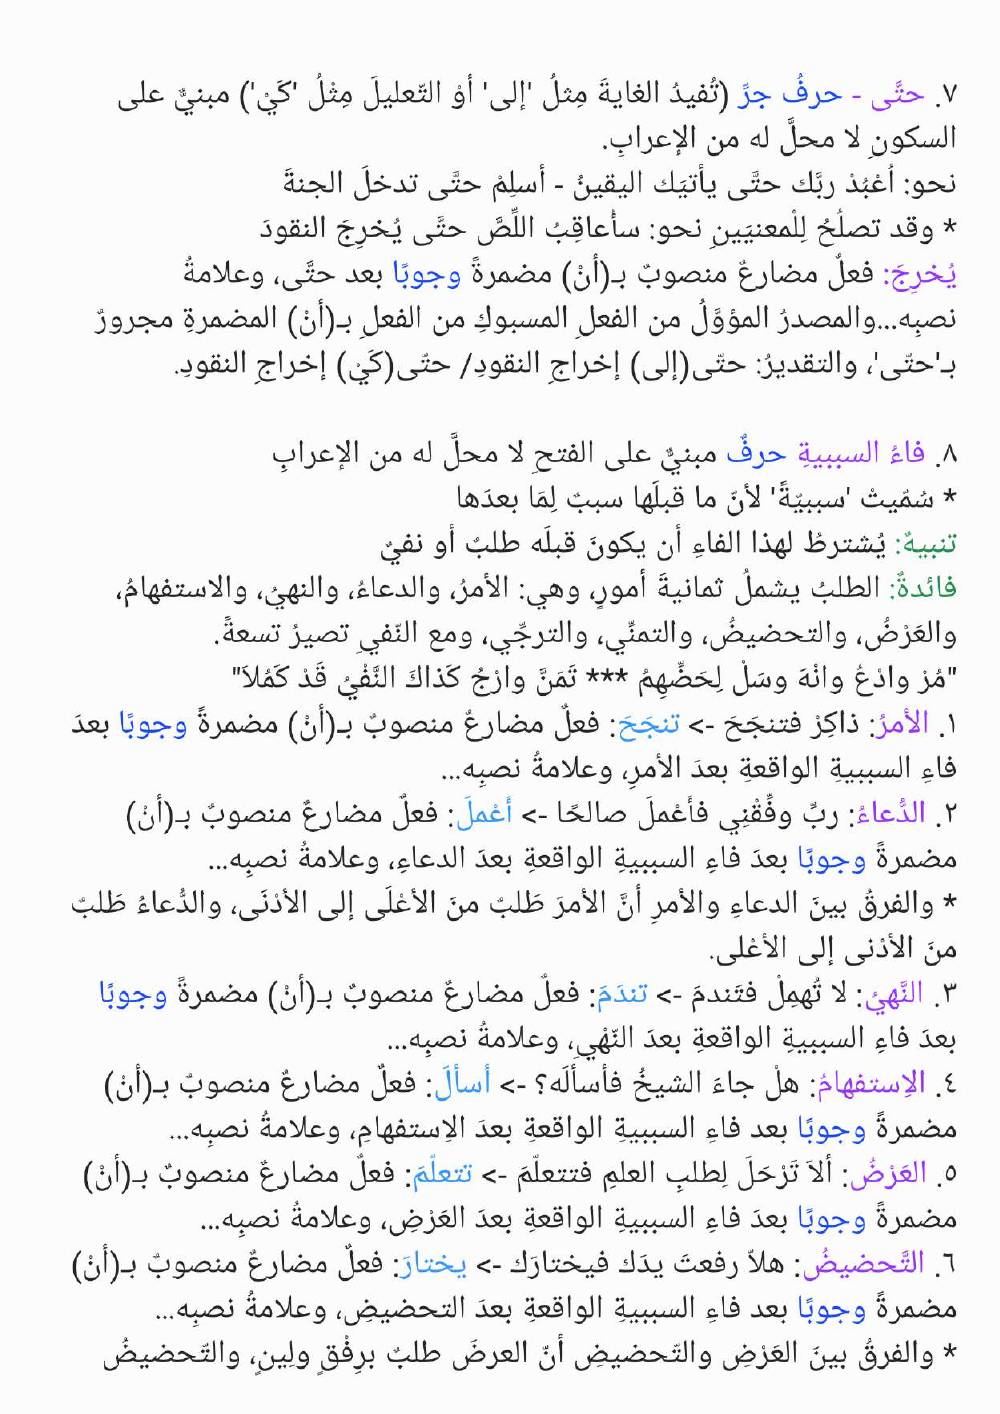 ٧. حتَّى - حرفُ جرٍّ (تُفيدُ الغايةَ مِثلُ 'إلى' أوْ التّعليلَ مِثْلُ 'كَيْ') مبنيٌّ على
السكونِ لا محلَّ له من الإعرابِ.
نحو: اُعْبُدْ ربَّك حتَّى يأتيَك اليقينُ - أسلِمْ حتَّى تدخلَ الجنةَ
* وقد تصلُحُ لِلْمعنيَينِ نحو: سأعاقِبُ اللِّصَّ حتَّى يُخرِجَ النقودَ
يُخرِجَ: فعلٌ مضارعٌ منصوبٌ بـ(أنْ) مضمرةً وجوبًا بعد حتَّى، وعلامةُ
نصبِه...والمصدرُ المؤوَّلُ من الفعلِ المسبوكِ من الفعلِ بـ(أنْ) المضمرةِ مجرورٌ
بـ'حتّى'، والتقديرُ: حتّى(إلى) إخراجِ النقودِ/ حتّى(كَيْ) إخراجِ النقودِ.
٨. فاءُ السببيةِ حرفٌ مبنيٌّ على الفتحِ لا محلَّ له من الإعرابِ
* سُمّيتْ 'سببيّةً' لأنّ ما قبلَها سببٌ لِمَا بعدَها
تنبيهٌ: يُشترطُ لهذا الفاءِ أن يكونَ قبلَه طلبٌ أو نفيٌ
فائدةٌ: الطلبُ يشملُ ثمانيةَ أمورٍ، وهي: الأمرُ، والدعاءُ، والنهيُ، والاستفهامُ،
والعَرْضُ، والتحضيضُ، والتمنّي، والترجّي، ومع النّفيِ تصيرُ تسعةً.
"مُرْ وادْعُ وانْهَ وسَلْ لِحَضِّهِمُ *** تَمَنَّ وارْجُ كَذاكَ النَّفْيُ قَدْ كَمُلاَ"
١. الأمرُ: ذاكِرْ فتنجَحَ -> تنجَحَ: فعلٌ مضارعٌ منصوبٌ بـ(أنْ) مضمرةً وجوبًا بعدَ
فاءِ السببيةِ الواقعةِ بعدَ الأمرِ، وعلامةُ نصبِه...
٢. الدُّعاءُ: ربِّ وفِّقْنِي فأعْملَ صالحًا -> أعْملَ: فعلٌ مضارعٌ منصوبٌ بـ(أنْ)
مضمرةً وجوبًا بعدَ فاءِ السببيةِ الواقعةِ بعدَ الدعاءِ، وعلامةُ نصبِه...
* والفرقُ بينَ الدعاءِ والأمرِ أنَّ الأمرَ طَلبٌ منَ الأعْلَى إلى الأدْنَى، والدُّعاءُ طَلبٌ
منَ الأدْنى إلى الأعْلى.
٣. النَّهيُ: لا تُهمِلْ فتَندمَ -> تندَمَ: فعلٌ مضارعٌ منصوبٌ بـ(أنْ) مضمرةً وجوبًا
بعدَ فاءِ السببيةِ الواقعةِ بعدَ النّهْيِ، وعلامةُ نصبِه...
٤. الاِستفهامُ: هلْ جاءَ الشيخُ فأسألَه؟ -> أسألَ: فعلٌ مضارعٌ منصوبٌ بـ(أنْ)
مضمرةً وجوبًا بعد فاءِ السببيةِ الواقعةِ بعدَ الاِستفهامِ، وعلامةُ نصبِه...
٥. العَرْضُ: ألاَ تَرْحَلَ لِطلبِ العلمِ فتتعلّمَ -> تتعلّمَ: فعلٌ مضارعٌ منصوبٌ بـ(أنْ)
مضمرةً وجوبًا بعدَ فاءِ السببيةِ الواقعةِ بعدَ العَرْضِ، وعلامةُ نصبِه...
٦. التَّحضيضُ: هلاّ رفعتَ يدَك فيختارَك -> يختارَ: فعلٌ مضارعٌ منصوبٌ بـ(أنْ)
مضمرةً وجوبًا بعد فاءِ السببيةِ الواقعةِ بعدَ التحضيضِ، وعلامةُ نصبِه...
* والفرقُ بينَ العَرْضِ والتّحضيضِ أنّ العرضَ طلبٌ برِفْقٍ ولِينٍ، والتّحضيضُ